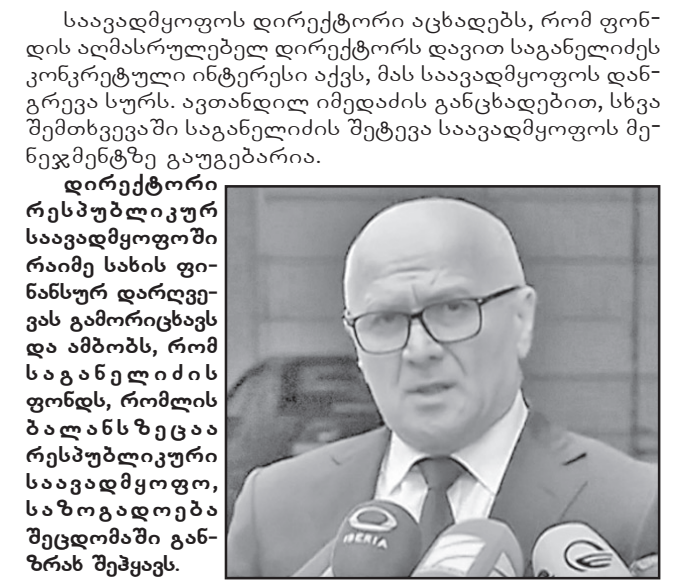 საავადმყოფოს დირექტორი აცხადებს, რომ ფონ-
დის აღმასრულებელ დირექტორს დავით საგანელიძეს
კონკრეტული ინტერესი აქვს, მას საავადმყოფოს დან-
გრევა სურს. ავთანდილ იმედაძის განცხადებით, სხვა
შემთხვევაში საგანელიძის შეტევა საავადმყოფოს მე-
ნეჯმენტზე გაუგებარია.
დირექტორი
რესპუბლიკურ
საავადმყოფოში
რაიმე სახის ფი-
ნანსურ დარღვე-
ვას გამორიცხავს
და ამბობს, რომ
საგანელიძის
ფონდს, რომლის
ბალანსზეცაა
რესპუბლიკური
საავადმყოფო,
საზოგადოება
შეცდომაში გან-
ზრახ შეჰყავს.
IBERIA